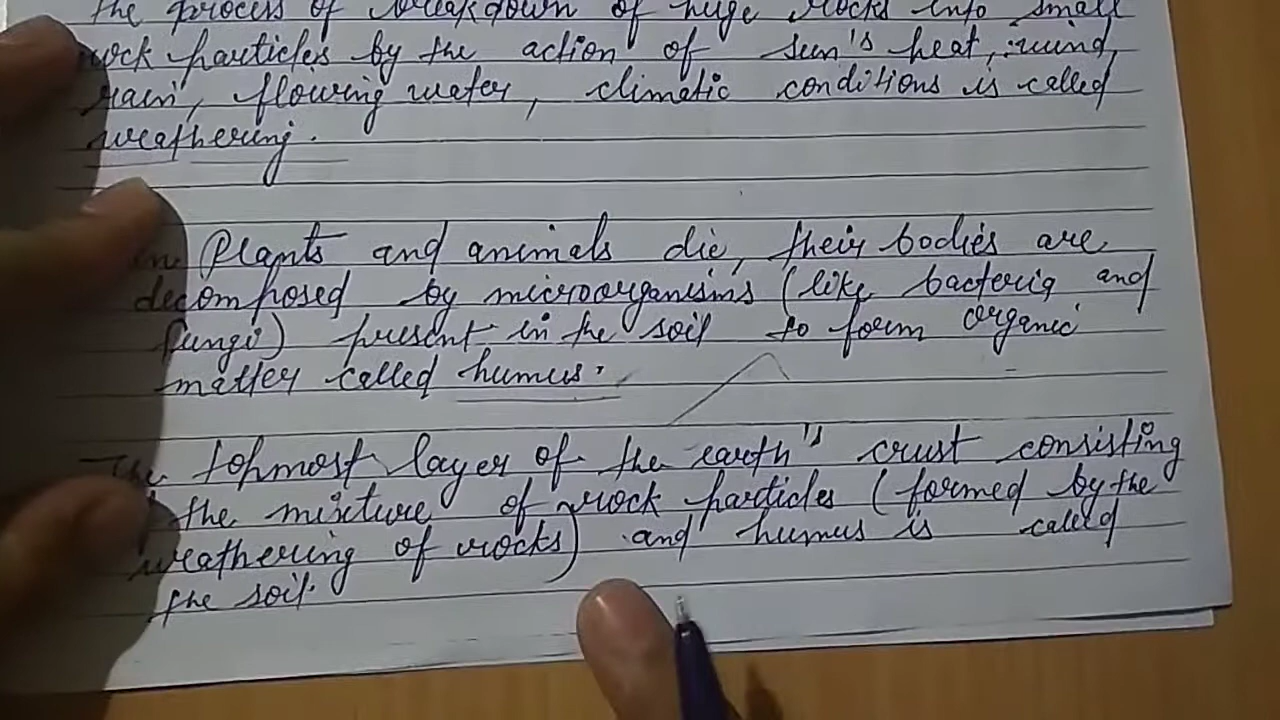 the process of breakdown of huge rocks into small
rock particles by the action of sun's heat, wind,
rain, flowing water, climatic conditions is called
weathering.
Plants and animals die, their bodies are
decomposed by microorganisms (like bacteria and
fungi) present in the soil to form organic
matter called humus.
The topmost layer of the earth's crust consisting
the mixture of rock particles (formed by the
weathering of rocks) and humus is called
the soil.